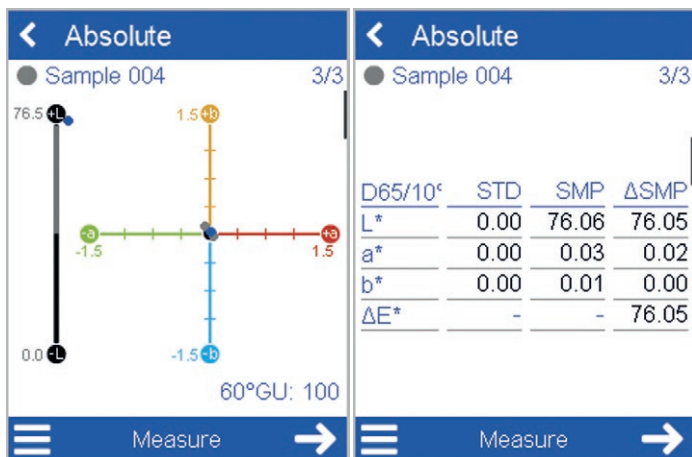 Absolute
Sample 004 3/3
76.5 +L 1.5 +b
-a +a
-1.5 1.5
0.0 -L -1.5 -b
60°GU: 100
Measure
Absolute
Sample 004 3/3
D65/10° STD SMP ΔSMP
L* 0.00 76.06 76.05
a* 0.00 0.03 0.02
b* 0.00 0.01 0.00
ΔE* - - 76.05
Measure